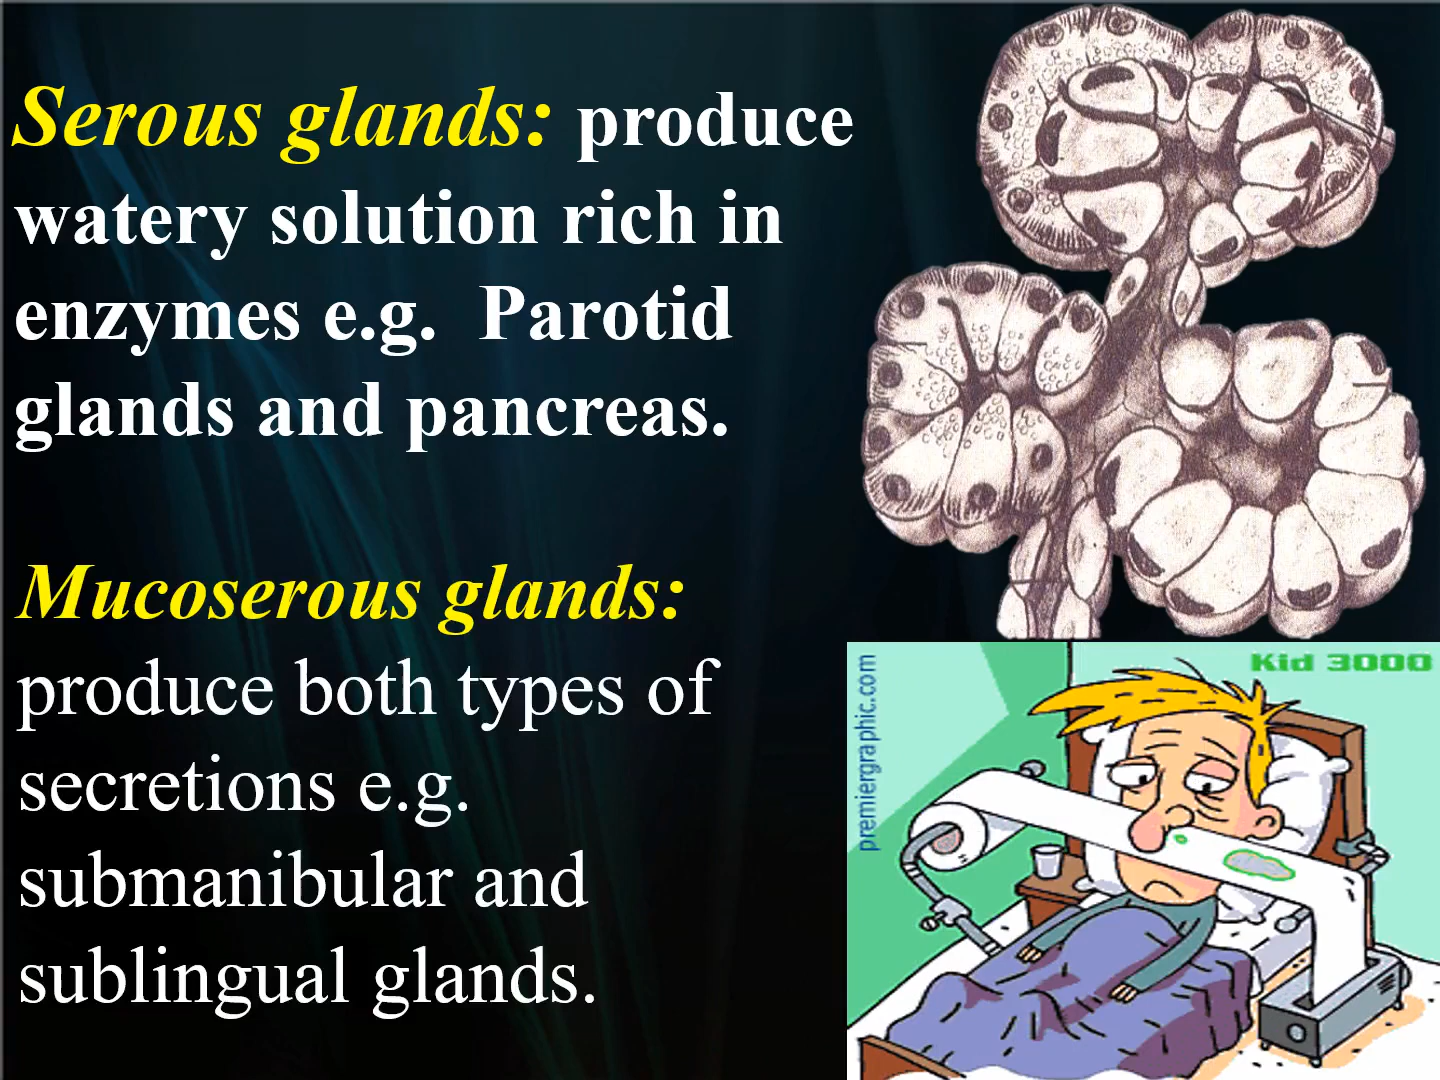 Serous glands: produce
watery solution rich in
enzymes e.g. Parotid
glands and pancreas.
Mucoserous glands:
produce both types of
secretions e.g.
submanibular and
sublingual glands.
Kid 3000
premiergraphic.com